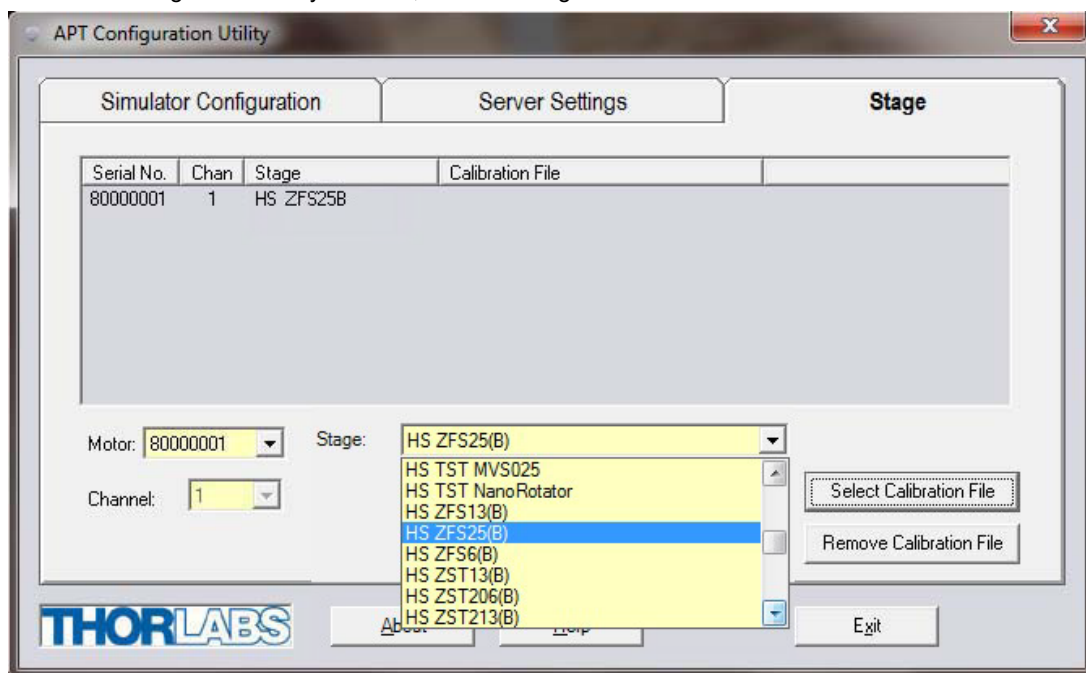 APT Configuration Utility
Simulator Configuration Server Settings Stage
Serial No. Chan Stage Calibration File
80000001 1 HS ZFS25B
Motor: 80000001 Stage: HS ZFS25(B)
HS TST MVS025
HS TST NanoRotator
Channel: 1 Select Calibration File
HS ZFS13(B)
HS ZFS25(B)
HS ZFS6(B) Remove Calibration File
HS ZST13(B)
HS ZST206(B)
HS ZST213(B)
THORLABS About Help Exit